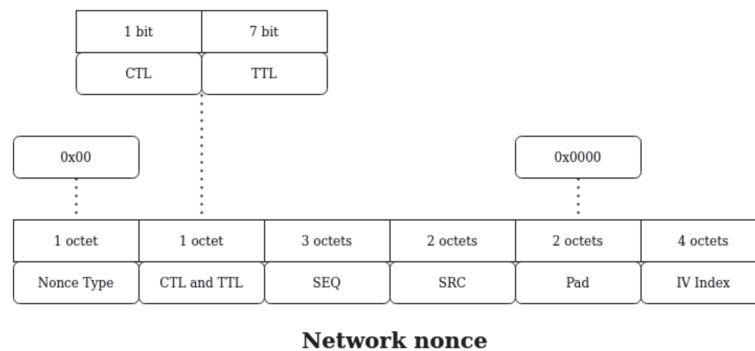 1 bit 7 bit
CTL TTL
0x00 0x0000
1 octet 1 octet 3 octets 2 octets 2 octets 4 octets
Nonce Type CTL and TTL SEQ SRC Pad IV Index
Network nonce